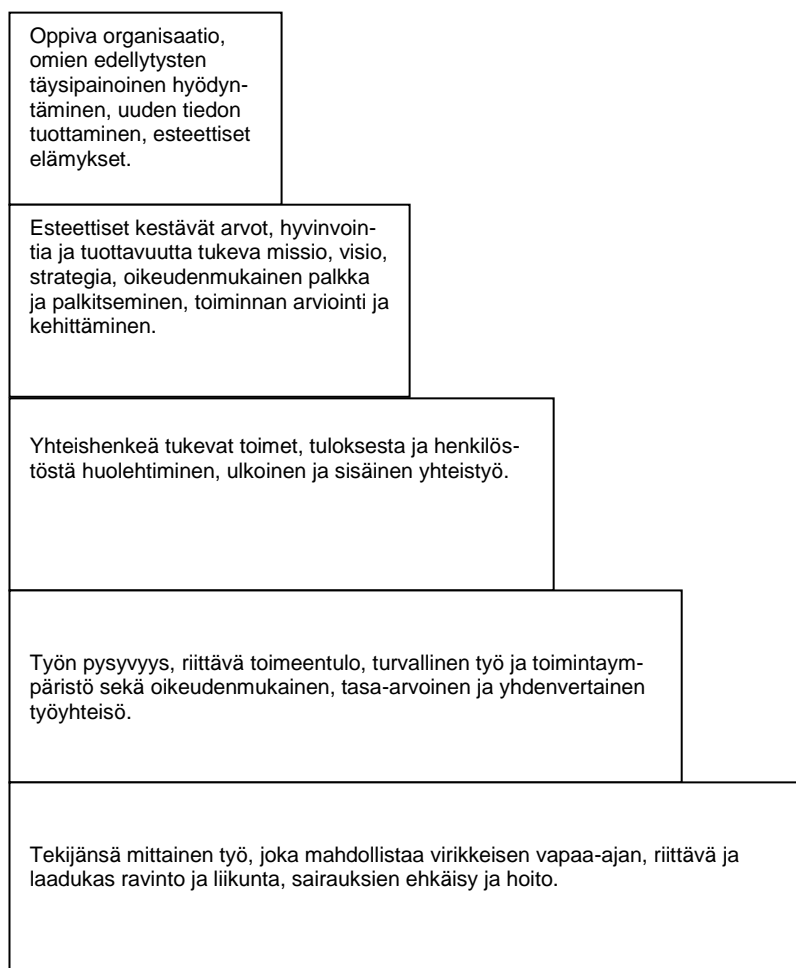 Oppiva organisaatio,
omien edellytysten
täysipainoinen hyödyn-
täminen, uuden tiedon
tuottaminen, esteettiset
elämykset.
Esteettiset kestävät arvot, hyvinvoin-
tia ja tuottavuutta tukeva missio, visio,
strategia, oikeudenmukainen palkka
ja palkitseminen, toiminnan arviointi ja
kehittäminen.
Yhteishenkeä tukevat toimet, tuloksesta ja henkilös-
töstä huolehtiminen, ulkoinen ja sisäinen yhteistyö.
Työn pysyvyys, riittävä toimeentulo, turvallinen työ ja toimintaym-
päristö sekä oikeudenmukainen, tasa-arvoinen ja yhdenvertainen
työyhteisö.
Tekijänsä mittainen työ, joka mahdollistaa virikkeisen vapaa-ajan, riittävä ja
laadukas ravinto ja liikunta, sairauksien ehkäisy ja hoito.